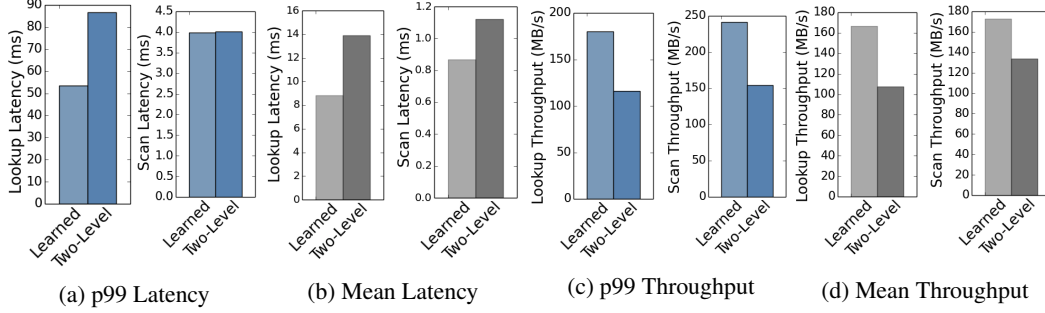 Lookup Latency (ms)
90
80
70
60
50
40
30
20
10
0
Learned
Two-Level
Scan Latency (ms)
4.5
4.0
3.5
3.0
2.5
2.0
1.5
1.0
0.5
0.0
Learned
Two-Level
(a) p99 Latency
Lookup Latency (ms)
16
14
12
10
8
6
4
2
0
Learned
Two-Level
Scan Latency (ms)
1.2
1.0
0.8
0.6
0.4
0.2
0.0
Learned
Two-Level
(b) Mean Latency
Lookup Throughput (MB/s)
200
150
100
50
0
Learned
Two-Level
Scan Throughput (MB/s)
250
200
150
100
50
0
Learned
Two-Level
(c) p99 Throughput
Lookup Throughput (MB/s)
180
160
140
120
100
80
60
40
20
0
Learned
Two-Level
Scan Throughput (MB/s)
180
160
140
120
100
80
60
40
20
0
Learned
Two-Level
(d) Mean Throughput